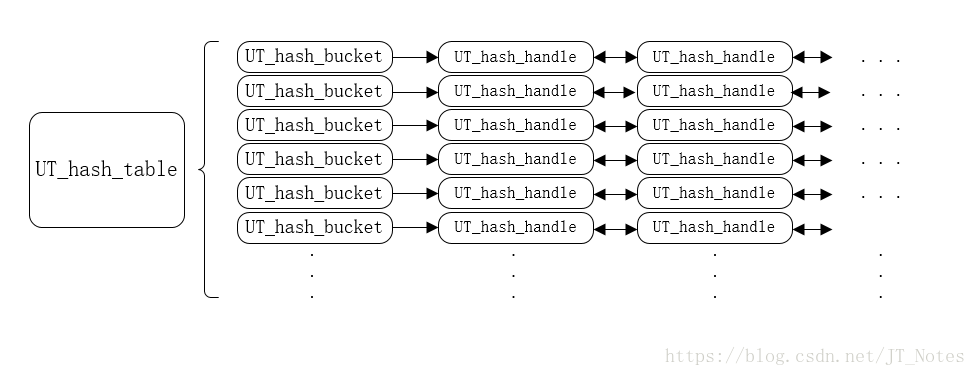 UT_hash_bucket UT_hash_handle UT_hash_handle . . .
UT_hash_bucket UT_hash_handle UT_hash_handle . . .
UT_hash_bucket UT_hash_handle UT_hash_handle . . .
UT_hash_bucket UT_hash_handle UT_hash_handle . . .
UT_hash_table
UT_hash_bucket UT_hash_handle UT_hash_handle . . .
UT_hash_bucket UT_hash_handle UT_hash_handle
. . . .
. . . .
. . . .
https://blog.csdn.net/JT_Notes